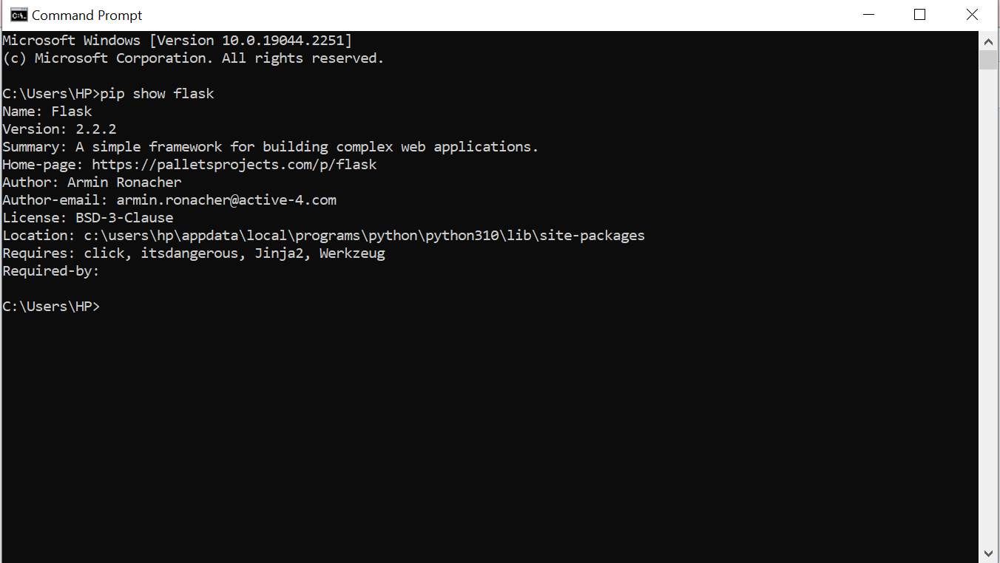 Command Prompt
Microsoft Windows [Version 10.0.19044.2251]
(c) Microsoft Corporation. All rights reserved.
C:\Users\HP>pip show flask
Name: Flask
Version: 2.2.2
Summary: A simple framework for building complex web applications.
Home-page: https://palletsprojects.com/p/flask
Author: Armin Ronacher
Author-email: armin.ronacher@active-4.com
License: BSD-3-Clause
Location: c:\users\hp\appdata\local\programs\python\python310\lib\site-packages
Requires: click, itsdangerous, Jinja2, Werkzeug
Required-by:
C:\Users\HP>